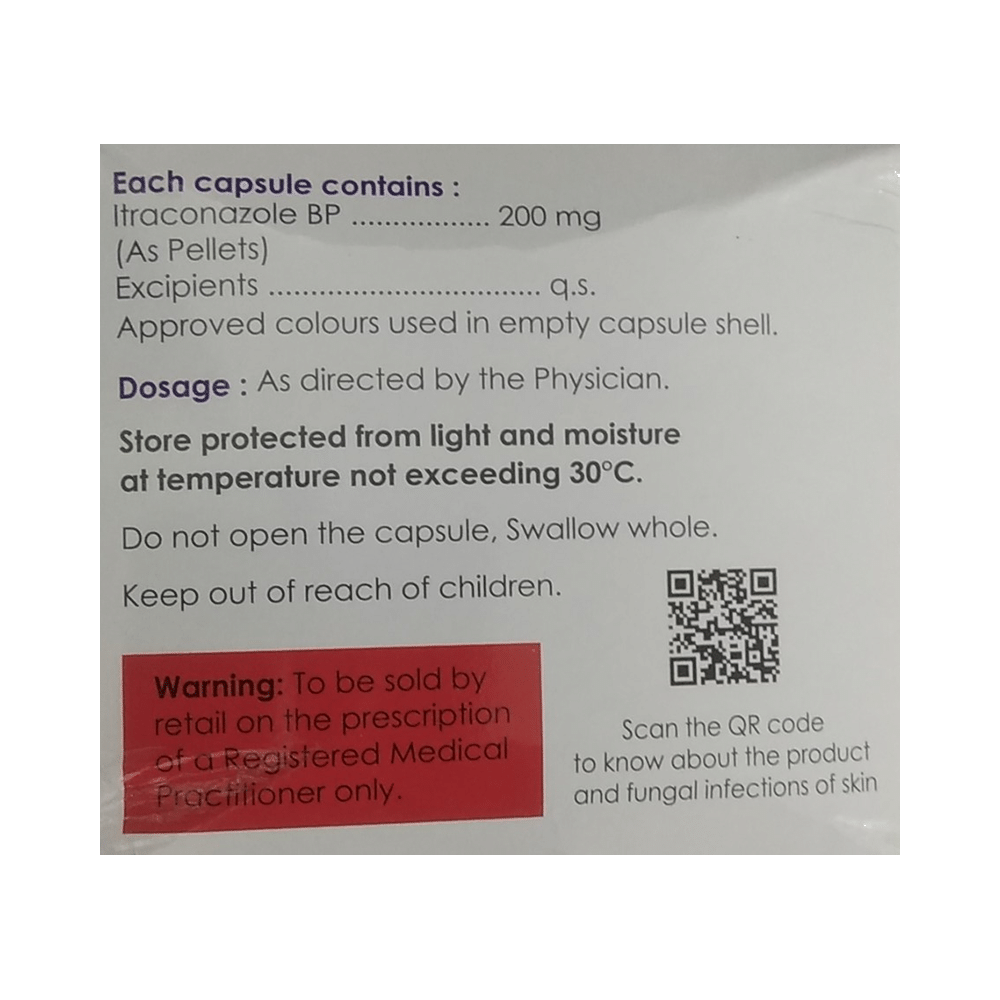 Each capsule contains :
Itraconazole BP ................. 200 mg
(As Pellets)
Excipients ................................. q.s.
Approved colours used in empty capsule shell.
Dosage : As directed by the Physician.
Store protected from light and moisture
at temperature not exceeding 30°C.
Do not open the capsule, Swallow whole.
Keep out of reach of children.
Warning: To be sold by
retail on the prescription
of a Registered Medical
Practitioner only.
Scan the QR code
to know about the product
and fungal infections of skin